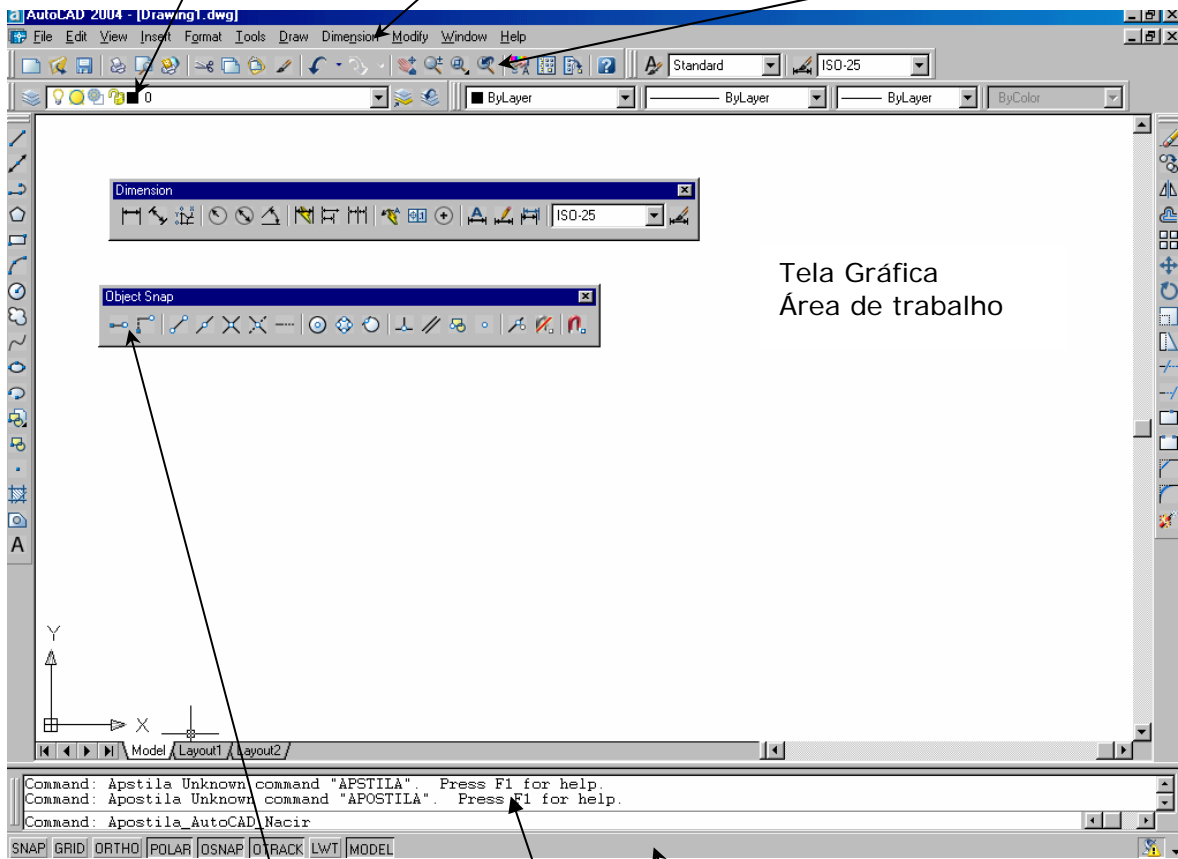 AutoCAD 2004 - [Drawing1.dwg]
File Edit View Insert Format Tools Draw Dimension Modify Window Help
Standard ISO-25
0 ByLayer ByLayer ByLayer ByColor
Dimension
ISO-25
Tela Gráfica
Área de trabalho
Object Snap
A
Y
X
Model Layout1 Layout2
Command: Apstila Unknown command "APSTILA". Press F1 for help.
Command: Apostila Unknown command "APOSTILA". Press F1 for help.
Command: Apostila_AutoCAD_Nacir
SNAP GRID ORTHO POLAR OSNAP OTRACK LWT MODEL